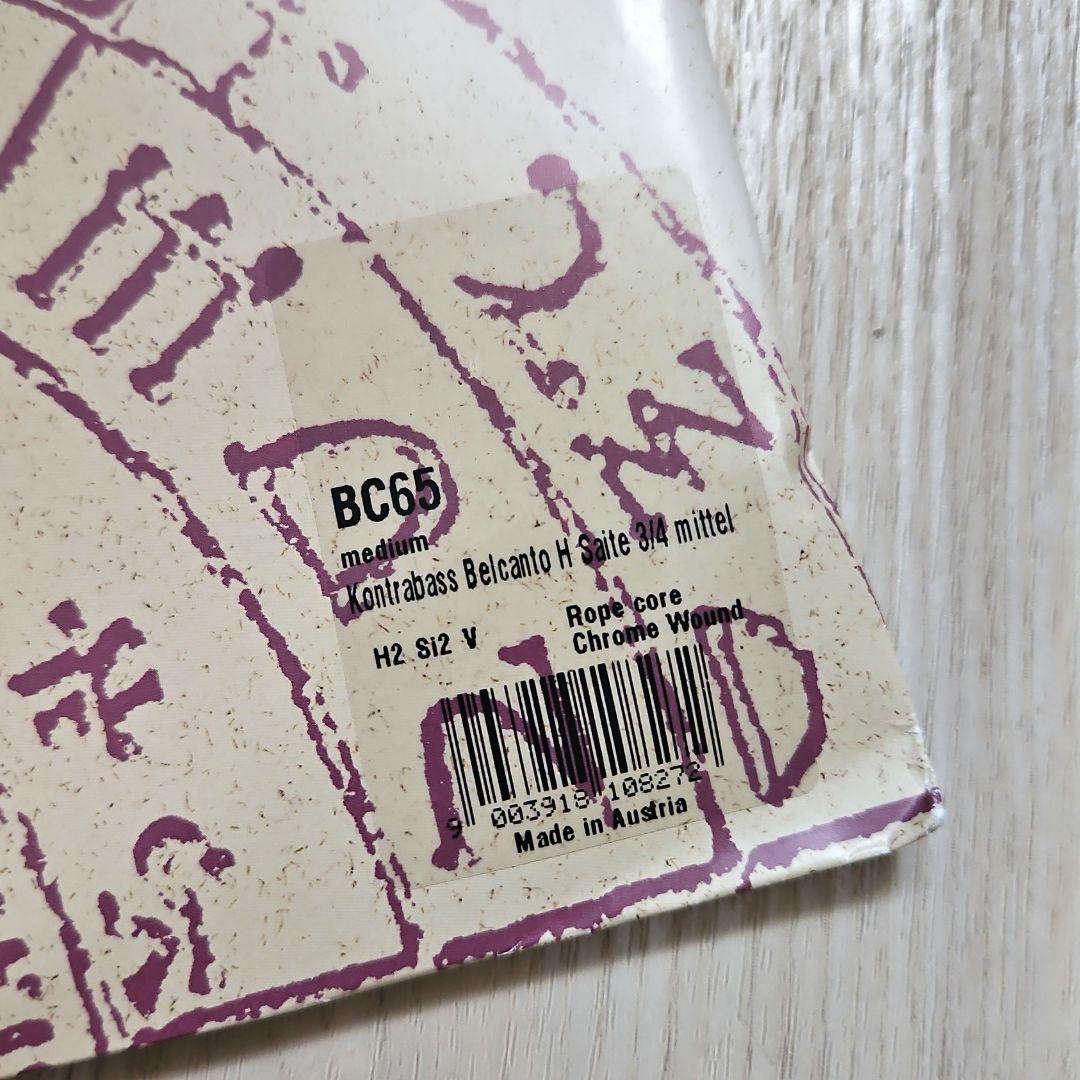 BC65
medium
Kontrabass Belcanto H Saite 3/4 mittel
H2 Si2 V
Rope core
Chrome Wound
9 003918 108272
Made in Austria